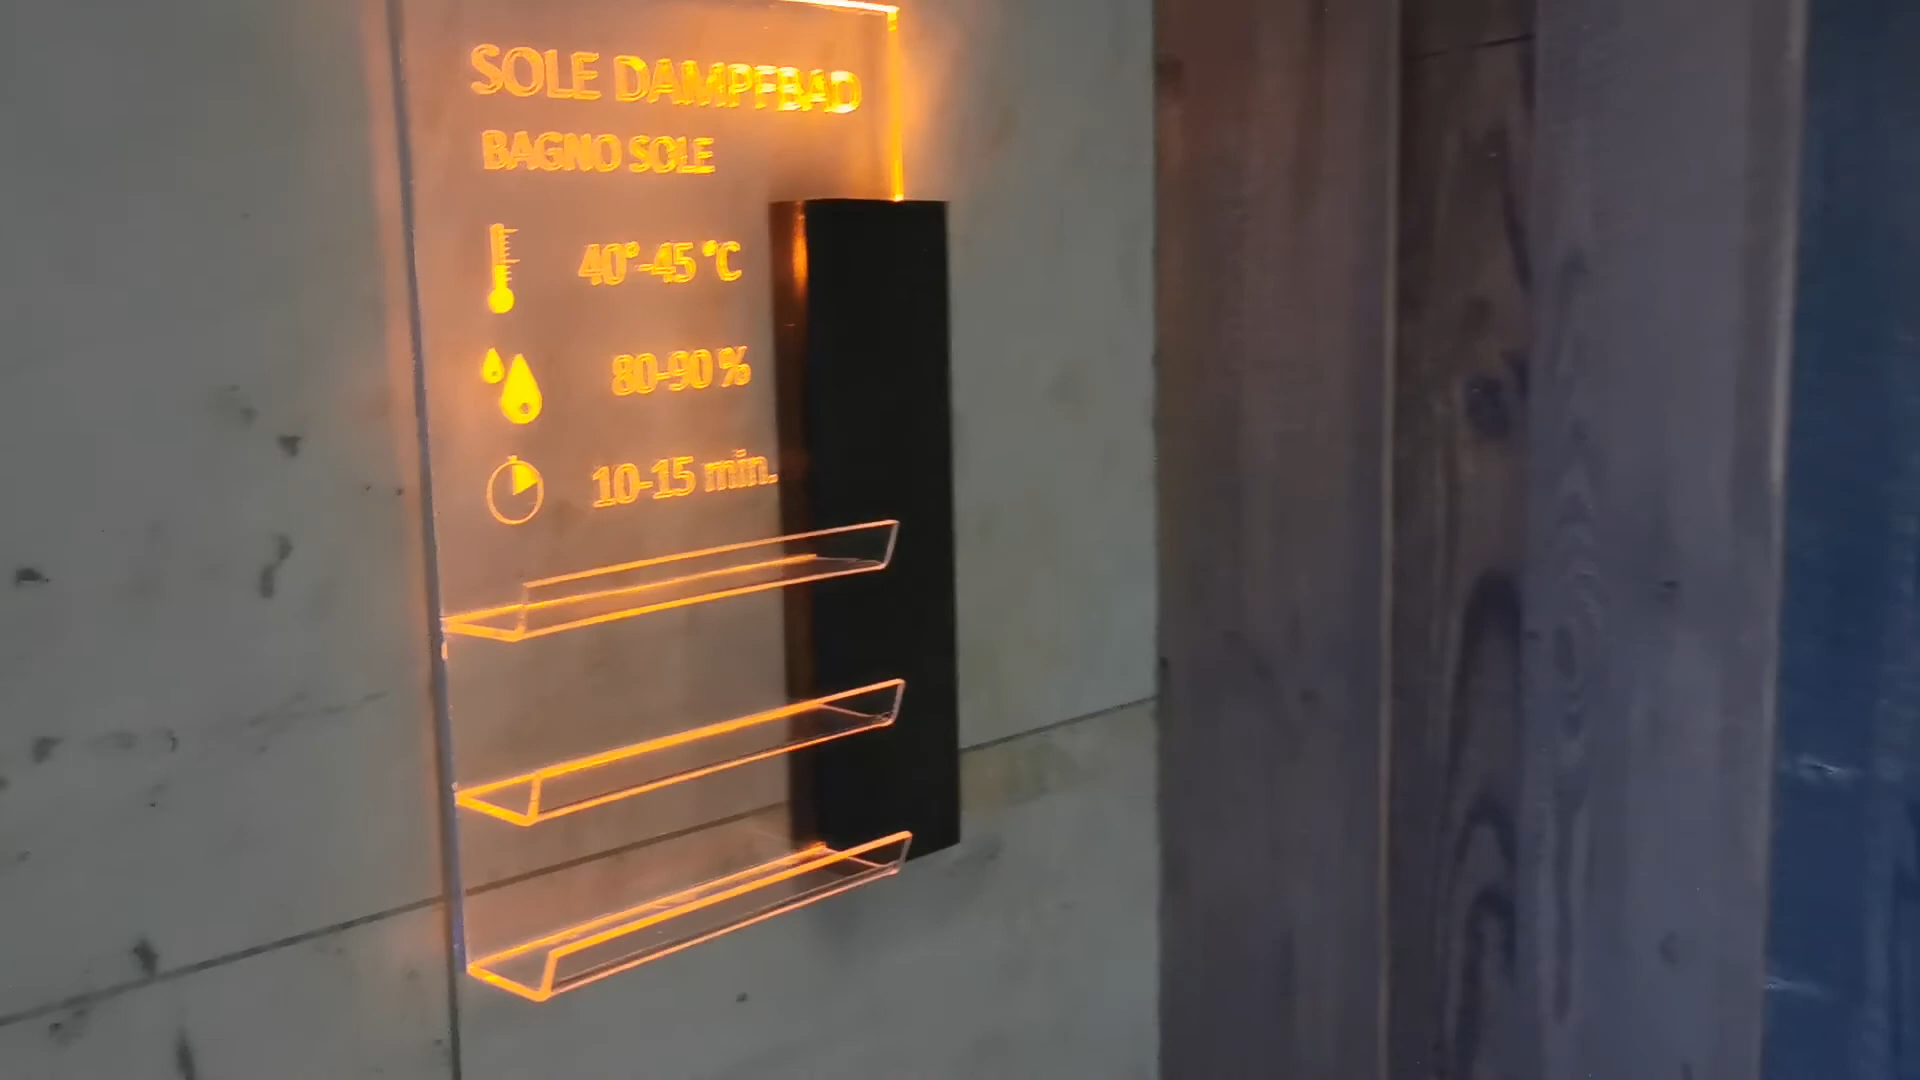 SOLE DAMPFBAD
BAGNO SOLE
40°-45 °C
80-90 %
10-15 min.